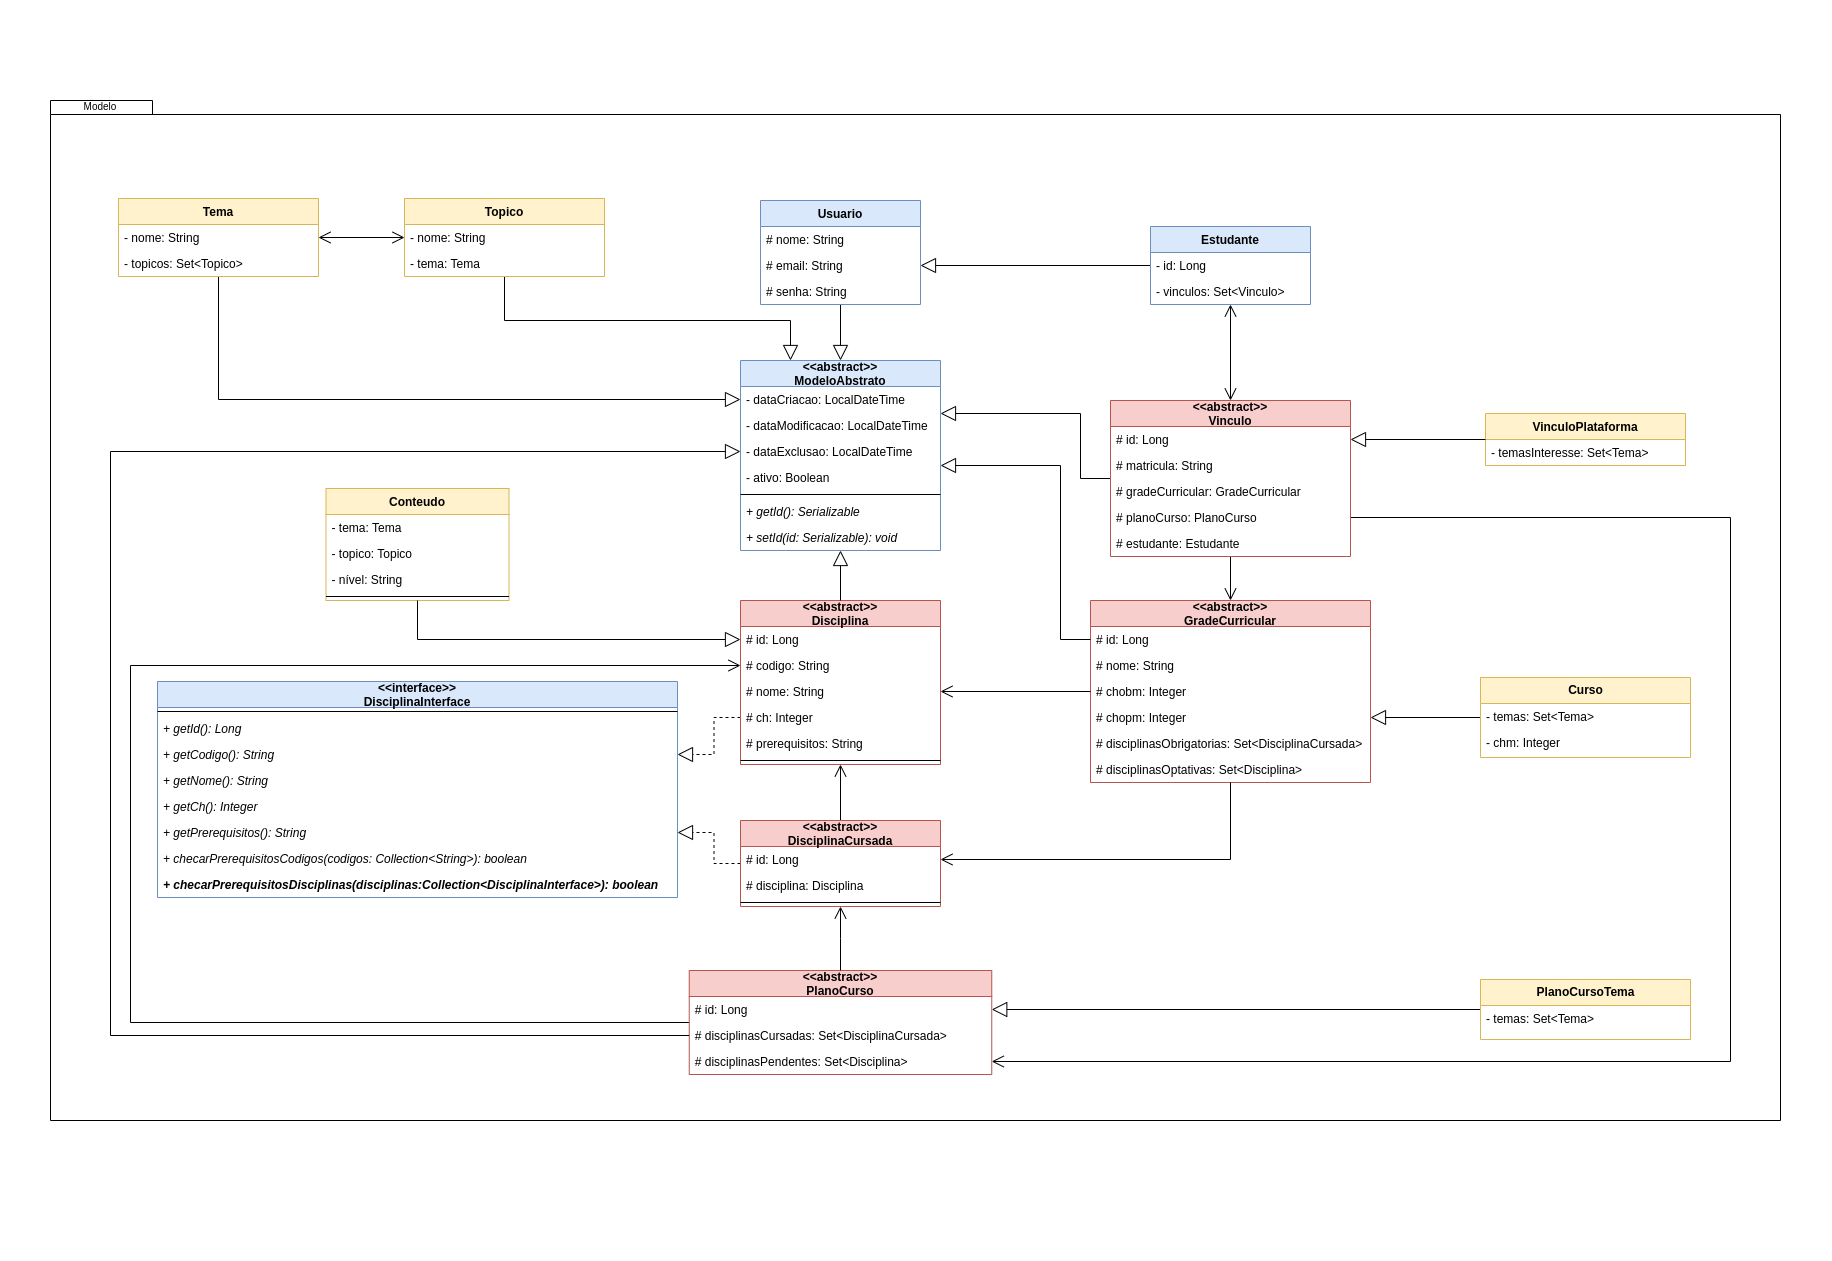 Modelo
Tema
- nome: String
- topicos: Set<Topico>
Topico
- nome: String
- tema: Tema
Usuario
# nome: String
# email: String
# senha: String
Estudante
- id: Long
- vinculos: Set<Vinculo>
<<abstract>>
ModeloAbstrato
- dataCriacao: LocalDateTime
- dataModificacao: LocalDateTime
- dataExclusao: LocalDateTime
- ativo: Boolean
+ getId(): Serializable
+ setId(id: Serializable): void
<<abstract>>
Vinculo
# id: Long
# matricula: String
# gradeCurricular: GradeCurricular
# planoCurso: PlanoCurso
# estudante: Estudante
VinculoPlataforma
- temasInteresse: Set<Tema>
Conteudo
- tema: Tema
- topico: Topico
- nível: String
<<abstract>>
Disciplina
# id: Long
# codigo: String
# nome: String
# ch: Integer
# prerequisitos: String
<<abstract>>
GradeCurricular
# id: Long
# nome: String
# chobm: Integer
# chopm: Integer
# disciplinasObrigatorias: Set<DisciplinaCursada>
# disciplinasOptativas: Set<Disciplina>
Curso
- temas: Set<Tema>
- chm: Integer
<<interface>>
DisciplinaInterface
+ getId(): Long
+ getCodigo(): String
+ getNome(): String
+ getCh(): Integer
+ getPrerequisitos(): String
+ checarPrerequisitosCodigos(codigos: Collection<String>): boolean
+ checarPrerequisitosDisciplinas(disciplinas:Collection<DisciplinaInterface>): boolean
<<abstract>>
DisciplinaCursada
# id: Long
# disciplina: Disciplina
<<abstract>>
PlanoCurso
# id: Long
# disciplinasCursadas: Set<DisciplinaCursada>
# disciplinasPendentes: Set<Disciplina>
PlanoCursoTema
- temas: Set<Tema>